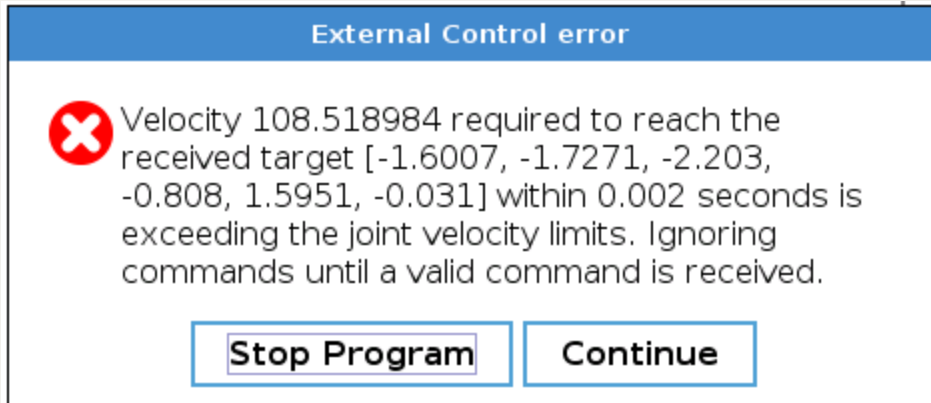 External Control error
Velocity 108.518984 required to reach the
received target [-1.6007, -1.7271, -2.203,
-0.808, 1.5951, -0.031] within 0.002 seconds is
exceeding the joint velocity limits. Ignoring
commands until a valid command is received.
Stop Program
Continue